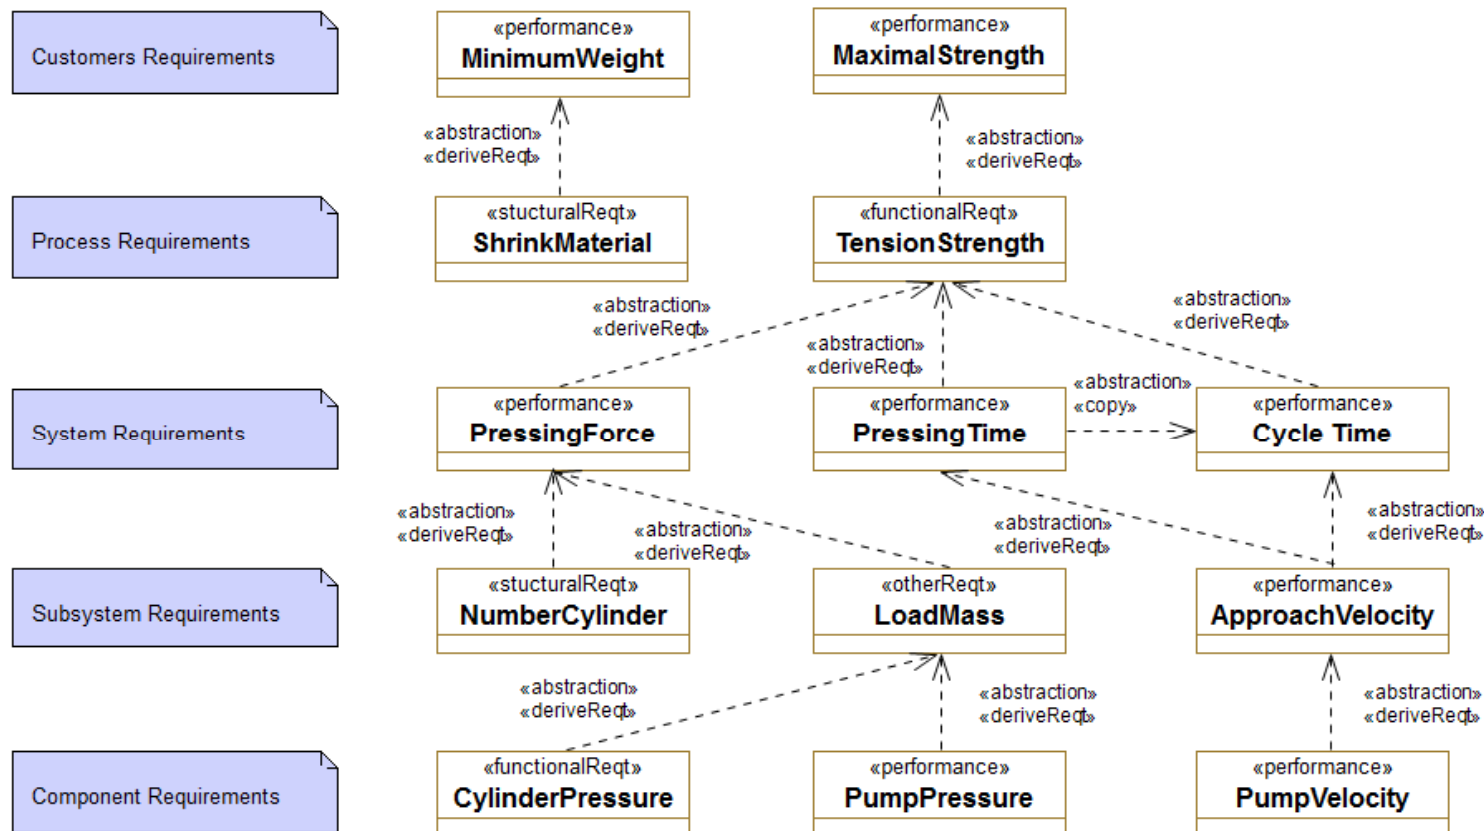 Customers Requirements
«performance»
MinimumWeight
«performance»
MaximalStrength
«abstraction»
«deriveReqt»
«abstraction»
«deriveReqt»
Process Requirements
«stucturalReqt»
ShrinkMaterial
«functionalReqt»
TensionStrength
«abstraction»
«deriveReqt»
«abstraction»
«deriveReqt»
«abstraction»
«deriveReqt»
«abstraction»
«copy»
System Requirements
«performance»
PressingForce
«performance»
PressingTime
«performance»
Cycle Time
«abstraction»
«deriveReqt»
«abstraction»
«deriveReqt»
«abstraction»
«deriveReqt»
«abstraction»
«deriveReqt»
Subsystem Requirements
«stucturalReqt»
NumberCylinder
«otherReqt»
LoadMass
«performance»
ApproachVelocity
«abstraction»
«deriveReqt»
«abstraction»
«deriveReqt»
«abstraction»
«deriveReqt»
Component Requirements
«functionalReqt»
CylinderPressure
«performance»
PumpPressure
«performance»
PumpVelocity